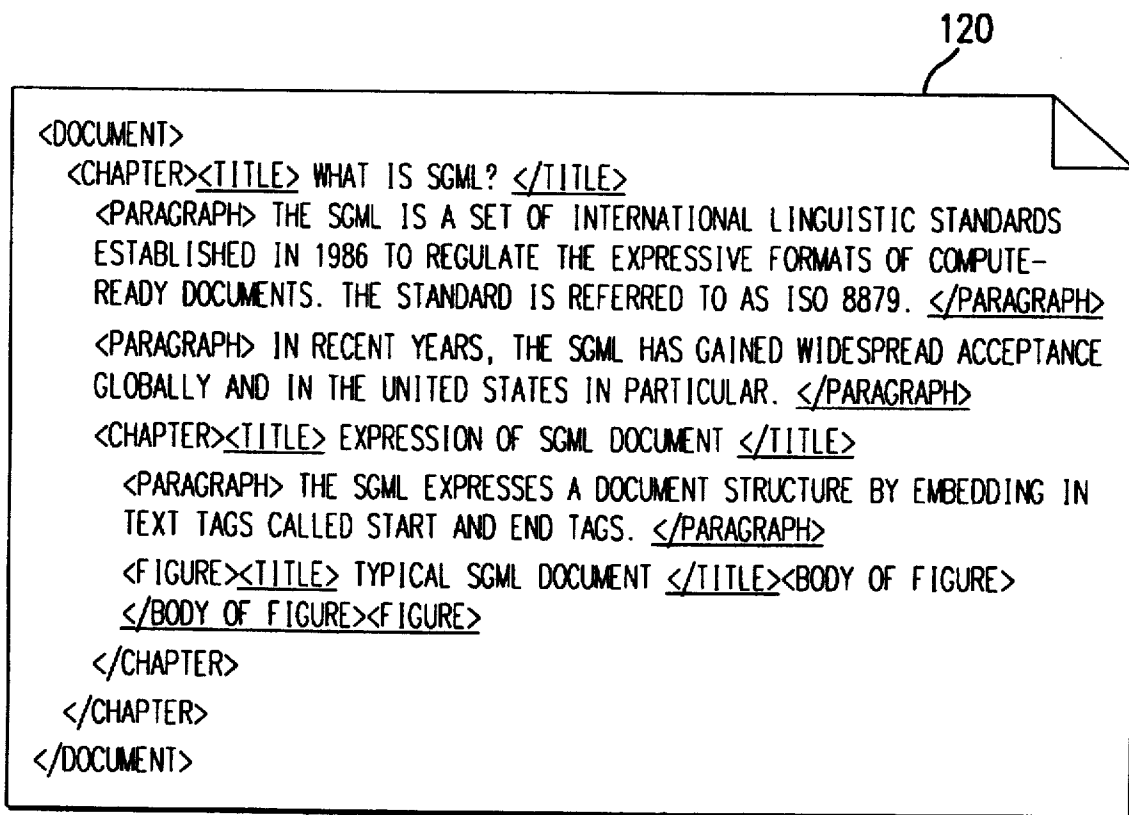 120
<DOCUMENT>
<CHAPTER><TITLE> WHAT IS SGML? </TITLE>
<PARAGRAPH> THE SGML IS A SET OF INTERNATIONAL LINGUISTIC STANDARDS
ESTABLISHED IN 1986 TO REGULATE THE EXPRESSIVE FORMATS OF COMPUTE-
READY DOCUMENTS. THE STANDARD IS REFERRED TO AS ISO 8879. </PARAGRAPH>
<PARAGRAPH> IN RECENT YEARS, THE SGML HAS GAINED WIDESPREAD ACCEPTANCE
GLOBALLY AND IN THE UNITED STATES IN PARTICULAR. </PARAGRAPH>
<CHAPTER><TITLE> EXPRESSION OF SGML DOCUMENT </TITLE>
<PARAGRAPH> THE SGML EXPRESSES A DOCUMENT STRUCTURE BY EMBEDDING IN
TEXT TAGS CALLED START AND END TAGS. </PARAGRAPH>
<FIGURE><TITLE> TYPICAL SGML DOCUMENT </TITLE><BODY OF FIGURE>
</BODY OF FIGURE><FIGURE>
</CHAPTER>
</CHAPTER>
</DOCUMENT>